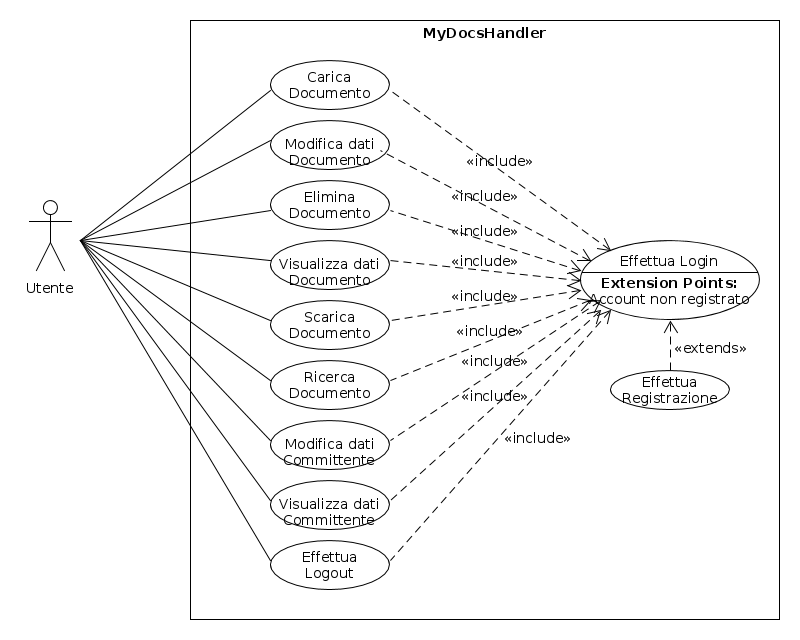 MyDocsHandler
Carica
Documento
Modifica dati
Documento
Elimina
Documento
Visualizza dati
Documento
Scarica
Documento
Ricerca
Documento
Modifica dati
Committente
Visualizza dati
Committente
Effettua
Logout
Utente
«include»
«include»
«include»
«include»
«include»
«include»
«include»
«include»
«include»
Effettua Login
Extension Points:
Account non registrato
«extends»
Effettua
Registrazione